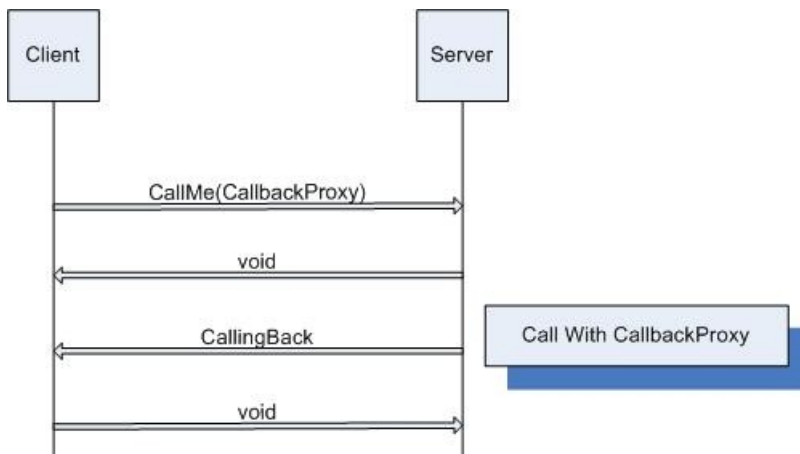 Client
Server
CallMe(CallbackProxy)
void
CallingBack
Call With CallbackProxy
void